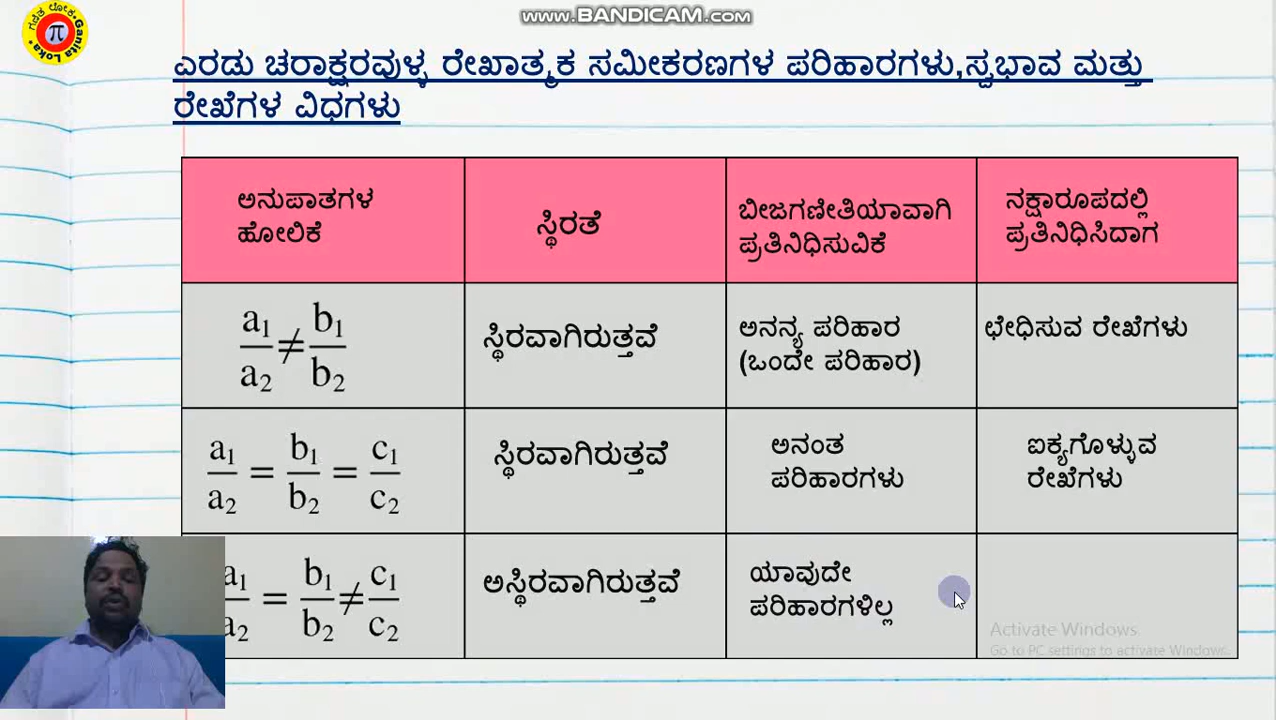 www.BANDICAM.com
ಗಣಿತ ಲೋಕ
π
Ganita Loka
ಎರಡು ಚರಾಕ್ಷರವುಳ್ಳ ರೇಖಾತ್ಮಕ ಸಮೀಕರಣಗಳ ಪರಿಹಾರಗಳು,ಸ್ವಭಾವ ಮತ್ತು
ರೇಖೆಗಳ ವಿಧಗಳು
ಅನುಪಾತಗಳ
ಹೋಲಿಕೆ
ಸ್ಥಿರತೆ
ಬೀಜಗಣೀತಿಯಾವಾಗಿ
ಪ್ರತಿನಿಧಿಸುವಿಕೆ
ನಕ್ಷಾರೂಪದಲ್ಲಿ
ಪ್ರತಿನಿಧಿಸಿದಾಗ
a₁/a₂ ≠ b₁/b₂
ಸ್ಥಿರವಾಗಿರುತ್ತವೆ
ಅನನ್ಯ ಪರಿಹಾರ
(ಒಂದೇ ಪರಿಹಾರ)
ಛೇಧಿಸುವ ರೇಖೆಗಳು
a₁/a₂ = b₁/b₂ = c₁/c₂
ಸ್ಥಿರವಾಗಿರುತ್ತವೆ
ಅನಂತ
ಪರಿಹಾರಗಳು
ಐಕ್ಯಗೊಳ್ಳುವ
ರೇಖೆಗಳು
a₁/a₂ = b₁/b₂ ≠ c₁/c₂
ಅಸ್ಥಿರವಾಗಿರುತ್ತವೆ
ಯಾವುದೇ
ಪರಿಹಾರಗಳಿಲ್ಲ
Activate Windows
Go to PC settings to activate Windows.